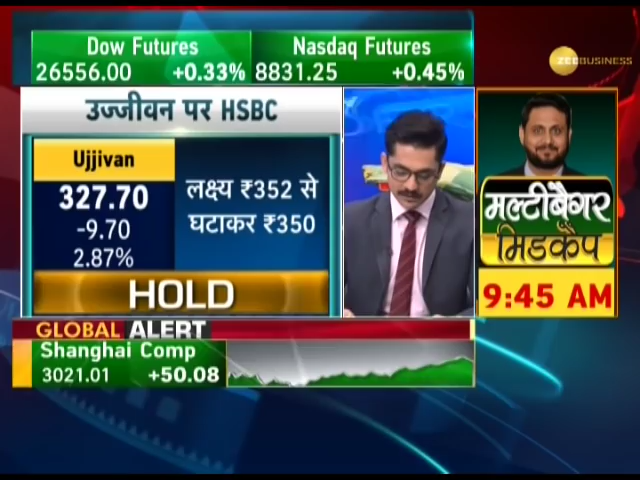 Dow Futures
26556.00 +0.33%
Nasdaq Futures
8831.25 +0.45%
ZEEBUSINESS
उज्जीवन पर HSBC
Ujjivan
327.70
-9.70
2.87%
लक्ष्य ₹352 से
घटाकर ₹350
HOLD
मल्टीबैगर
मिडकैप
9:45 AM
GLOBAL ALERT
Shanghai Comp
3021.01 +50.08